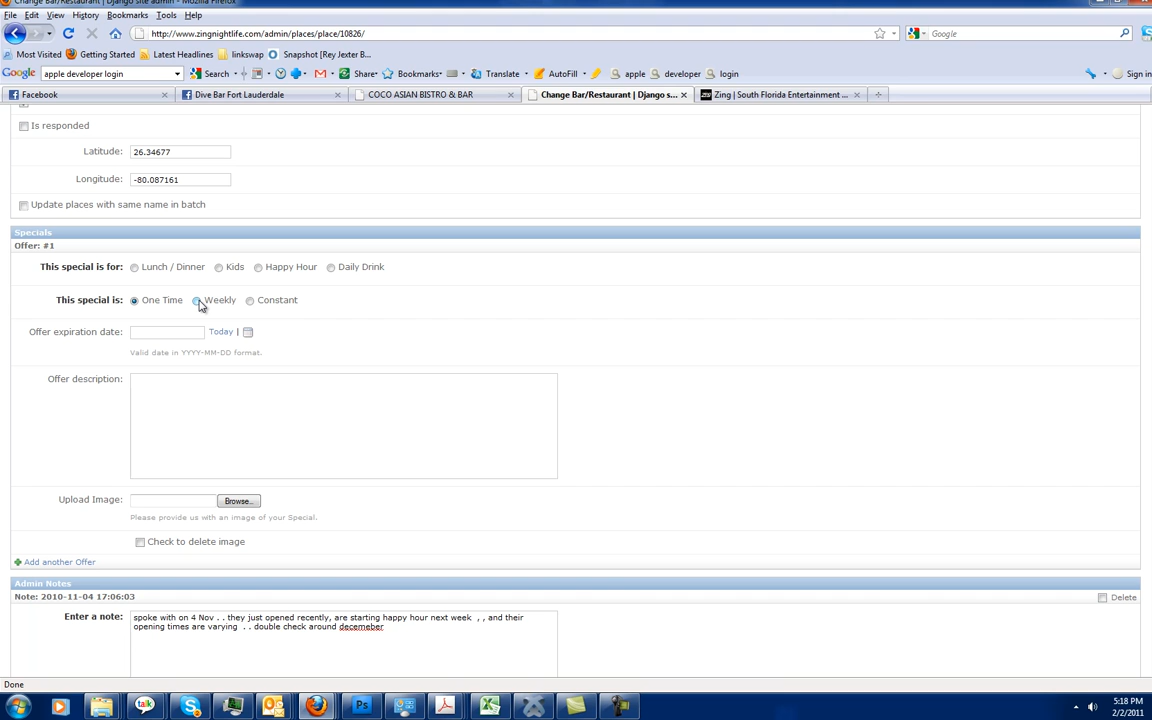 Change Bar/Restaurant | Django site admin - Mozilla Firefox
File Edit View History Bookmarks Tools Help
http://www.zingnightlife.com/admin/places/place/10826/
Google
Most Visited Getting Started Latest Headlines linkswap Snapshot [Rey Jexter B...
Google apple developer login Search Share Bookmarks Translate AutoFill apple developer login Sign in
Facebook
Dive Bar Fort Lauderdale
COCO ASIAN BISTRO & BAR
Change Bar/Restaurant | Django s...
Zing | South Florida Entertainment ...
Is responded
Latitude: 26.34677
Longitude: -80.087161
Update places with same name in batch
Specials
Offer: #1
This special is for: Lunch / Dinner Kids Happy Hour Daily Drink
This special is: One Time Weekly Constant
Offer expiration date: Today |
Valid date in YYYY-MM-DD format.
Offer description:
Upload Image: Browse...
Please provide us with an image of your Special.
Check to delete image
Add another Offer
Admin Notes
Note: 2010-11-04 17:06:03 Delete
Enter a note: spoke with on 4 Nov . . they just opened recently, are starting happy hour next week , , and their
opening times are varying . . double check around decemeber
Done
talk
Ps
5:18 PM
2/2/2011